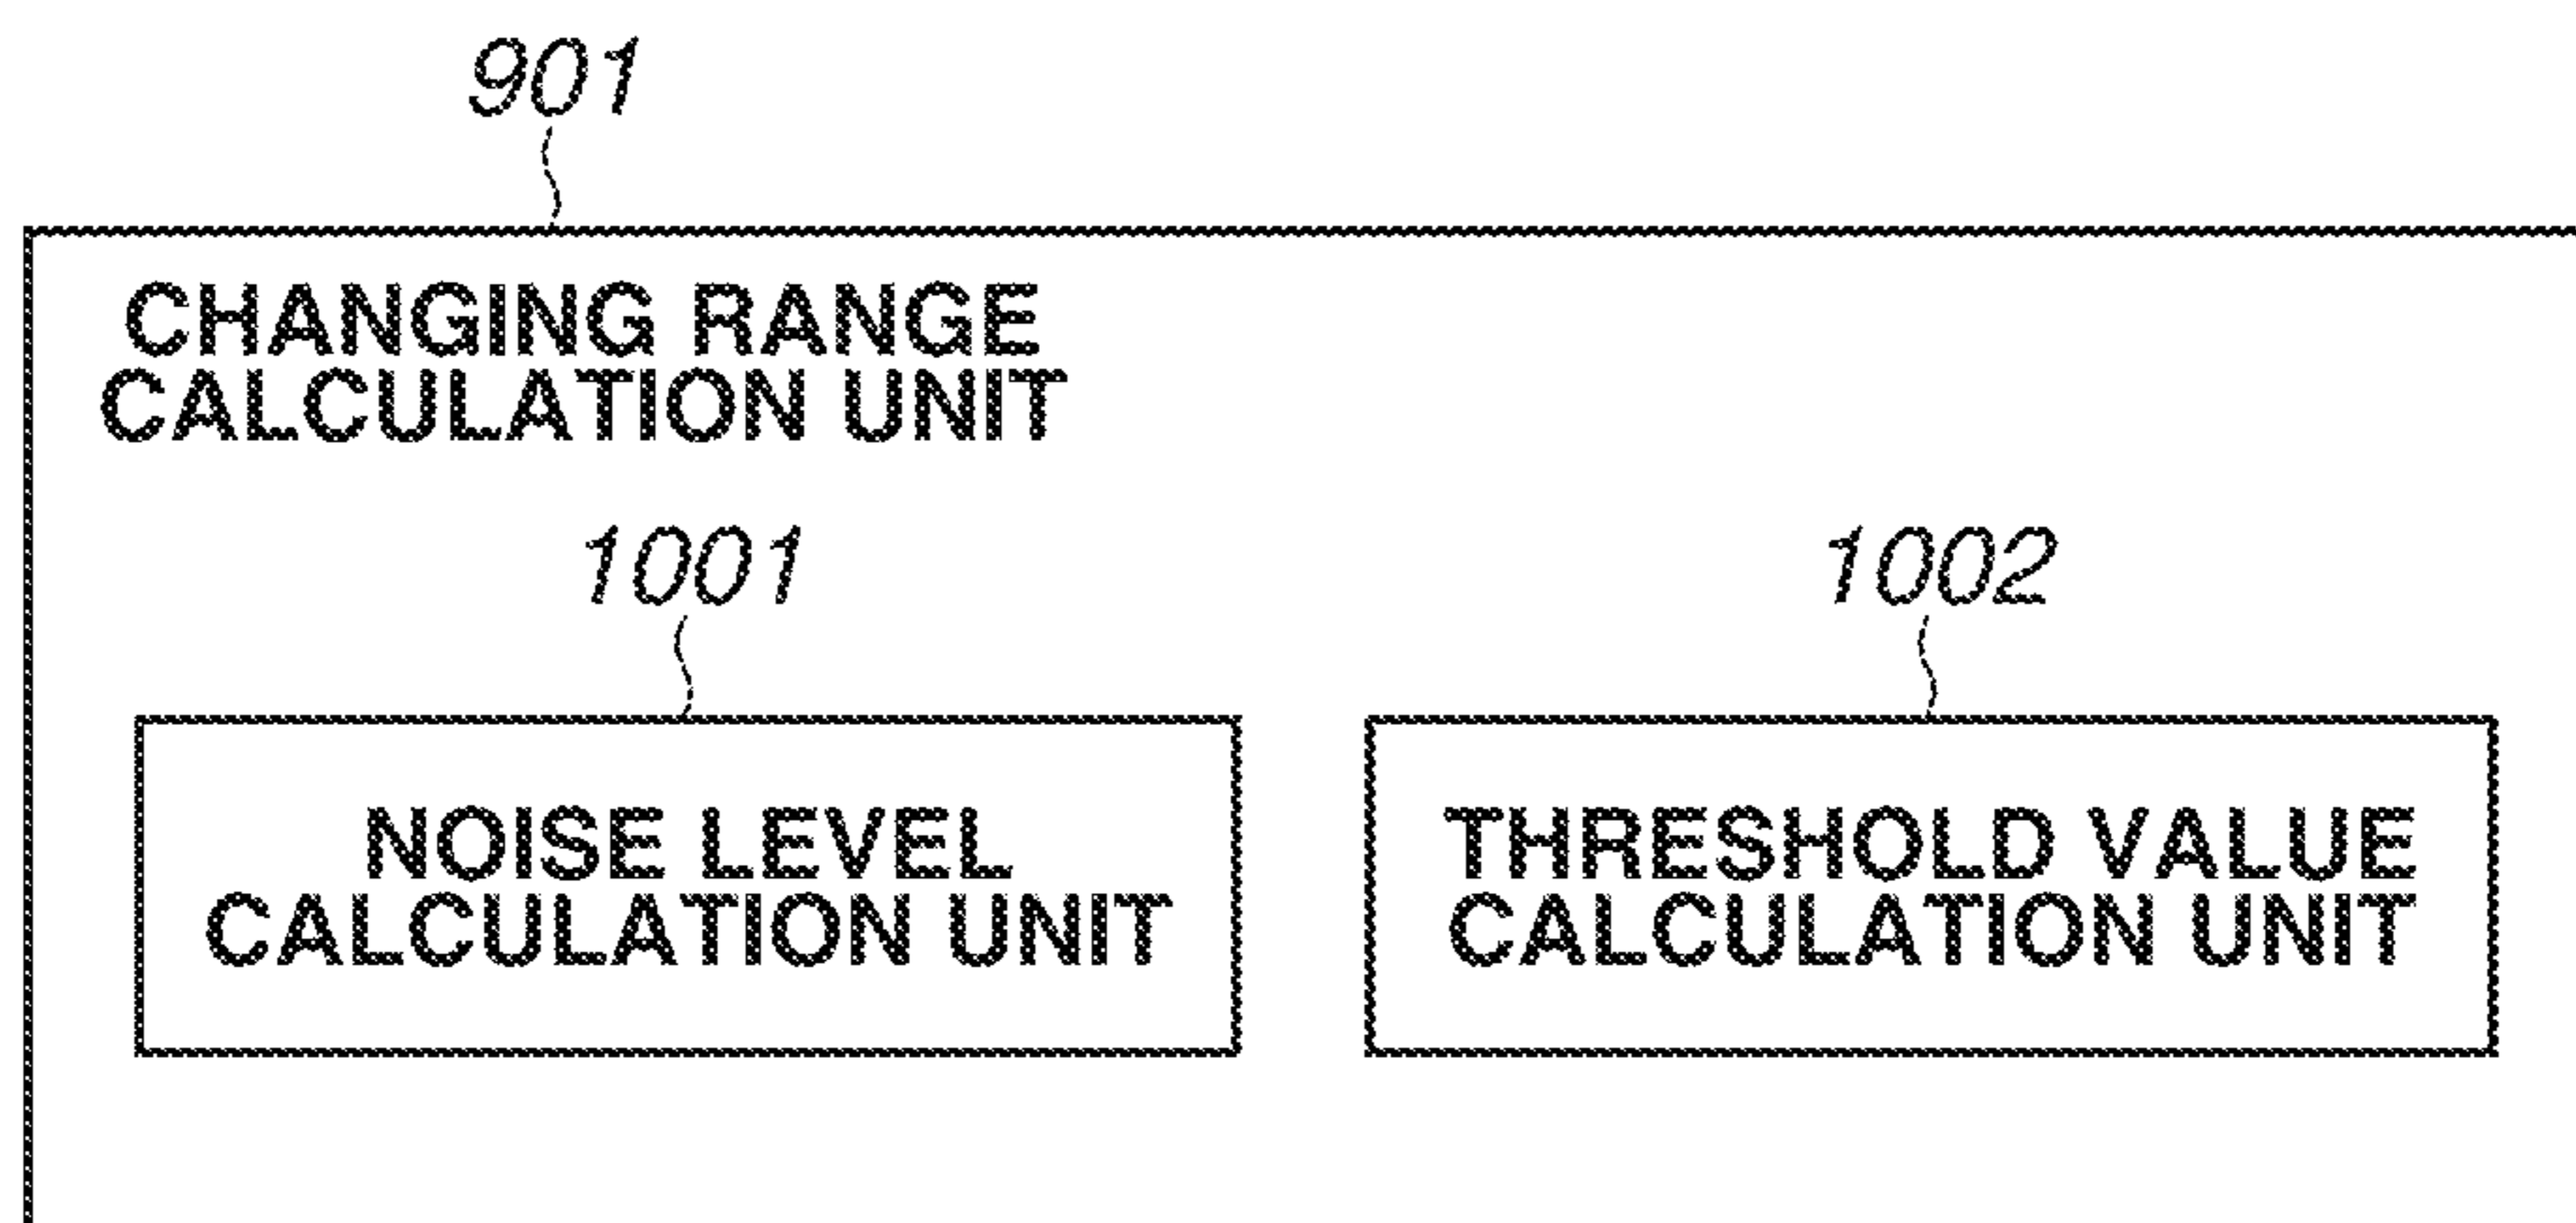 901
CHANGING RANGE
CALCULATION UNIT
1001
NOISE LEVEL
CALCULATION UNIT
1002
THRESHOLD VALUE
CALCULATION UNIT